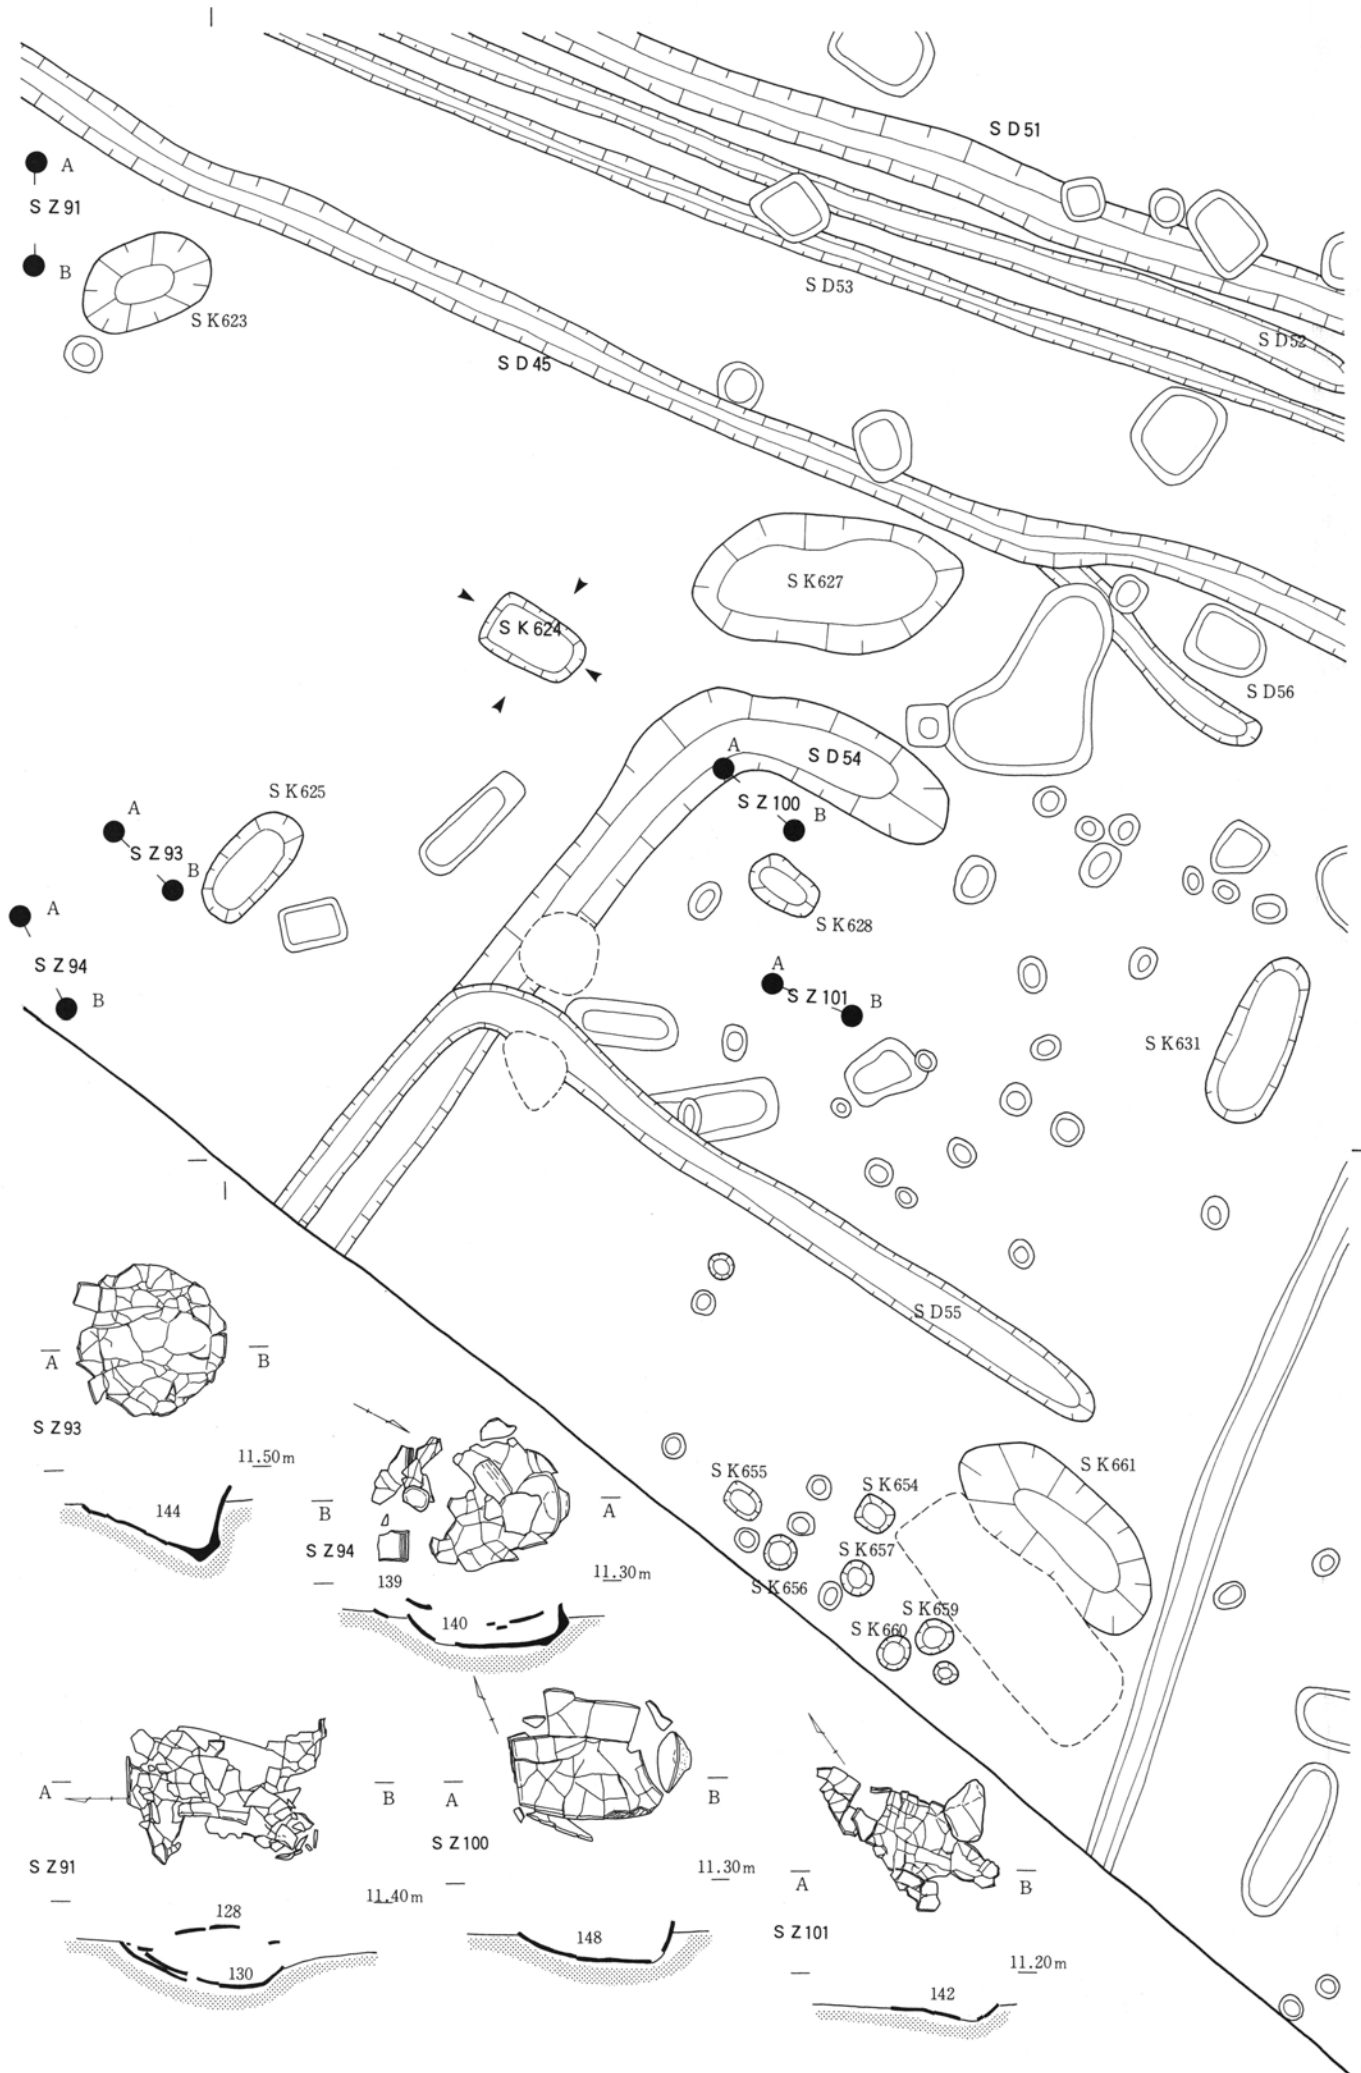 SD51
A
SZ91
B
SK623
SD53
SD52
SD45
SK627
SK624
SD56
A
SD54
SK625
SZ100
B
A
SZ93
B
A
SK628
SZ94
A
B
SZ101
B
SK631
SD55
A
B
SZ93
11.50m
144
SK661
SK655
SK654
B
A
SZ94
11.30m
139
140
SK657
SK656
SK659
SK660
A
B
SZ91
11.40m
128
130
A
B
SZ100
11.30m
148
A
B
SZ101
11.20m
142